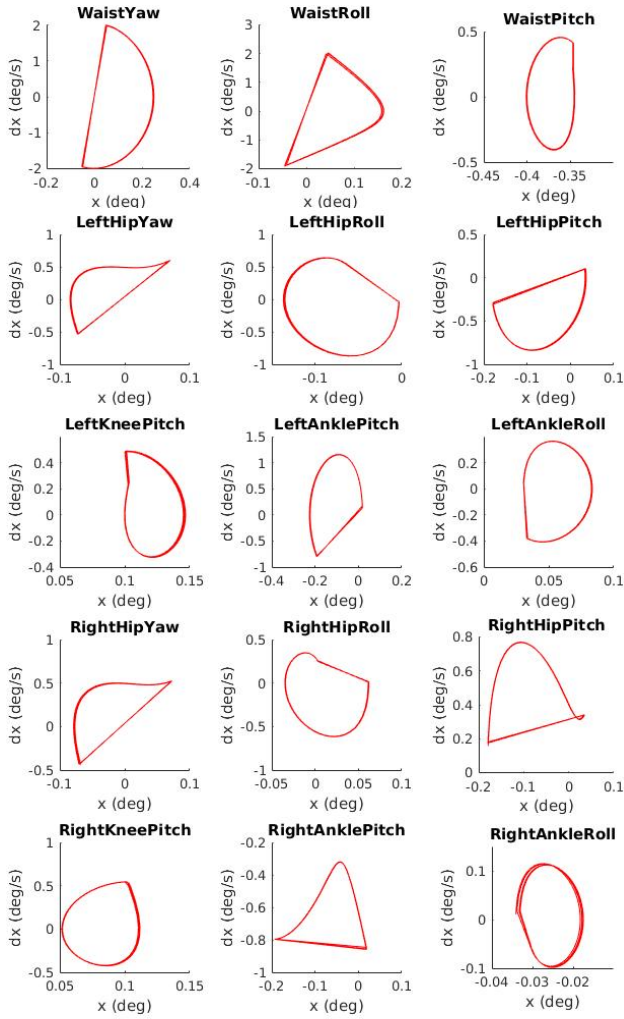 WaistYaw
dx (deg/s)
2
1
0
-1
-2
-0.2 0 0.2 0.4
x (deg)
WaistRoll
dx (deg/s)
3
2
1
0
-1
-2
-0.1 0 0.1 0.2
x (deg)
WaistPitch
dx (deg/s)
0.5
0
-0.5
-0.45 -0.4 -0.35
x (deg)
LeftHipYaw
dx (deg/s)
1
0.5
0
-0.5
-1
-0.1 0 0.1
x (deg)
LeftHipRoll
dx (deg/s)
1
0.5
0
-0.5
-1
-0.1 -0.05 0
x (deg)
LeftHipPitch
dx (deg/s)
0.5
0
-0.5
-1
-0.2 -0.1 0 0.1
x (deg)
LeftKneePitch
dx (deg/s)
0.4
0.2
0
-0.2
-0.4
0.05 0.1 0.15
x (deg)
LeftAnklePitch
dx (deg/s)
1.5
1
0.5
0
-0.5
-1
-0.4 -0.2 0 0.2
x (deg)
LeftAnkleRoll
dx (deg/s)
0.2
0
-0.2
-0.4
-0.6
0 0.05 0.1
x (deg)
RightHipYaw
dx (deg/s)
1
0.5
0
-0.5
-0.1 0 0.1
x (deg)
RightHipRoll
dx (deg/s)
0.5
0
-0.5
-1
-0.05 0 0.05 0.1
x (deg)
RightHipPitch
dx (deg/s)
0.8
0.6
0.4
0.2
0
-0.2 -0.1 0 0.1
x (deg)
RightKneePitch
dx (deg/s)
1
0.5
0
-0.5
0.05 0.1 0.15
x (deg)
RightAnklePitch
dx (deg/s)
-0.2
-0.4
-0.6
-0.8
-1
-0.2 -0.1 0 0.1
x (deg)
RightAnkleRoll
dx (deg/s)
0.1
0
-0.1
-0.04 -0.03 -0.02
x (deg)